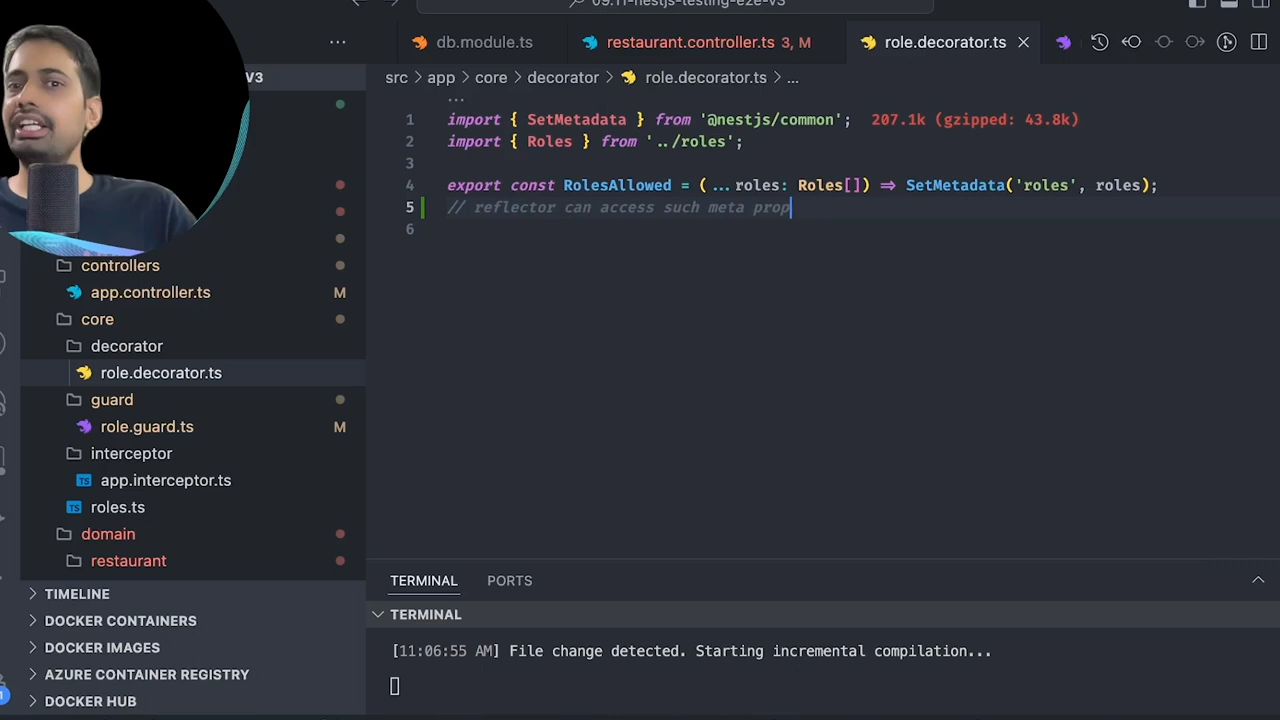 09.11-nestjs-testing-e2e-v3
db.module.ts
restaurant.controller.ts 3, M
role.decorator.ts
V3
src > app > core > decorator > role.decorator.ts > ...
...
1 import { SetMetadata } from '@nestjs/common'; 207.1k (gzipped: 43.8k)
2 import { Roles } from '../roles';
3
4 export const RolesAllowed = (...roles: Roles[]) => SetMetadata('roles', roles);
5 // reflector can access such meta prop
6
controllers
app.controller.ts M
core
decorator
role.decorator.ts
guard
role.guard.ts M
interceptor
TS app.interceptor.ts
TS roles.ts
domain
restaurant
TIMELINE
DOCKER CONTAINERS
DOCKER IMAGES
AZURE CONTAINER REGISTRY
DOCKER HUB
TERMINAL PORTS
TERMINAL
[11:06:55 AM] File change detected. Starting incremental compilation...